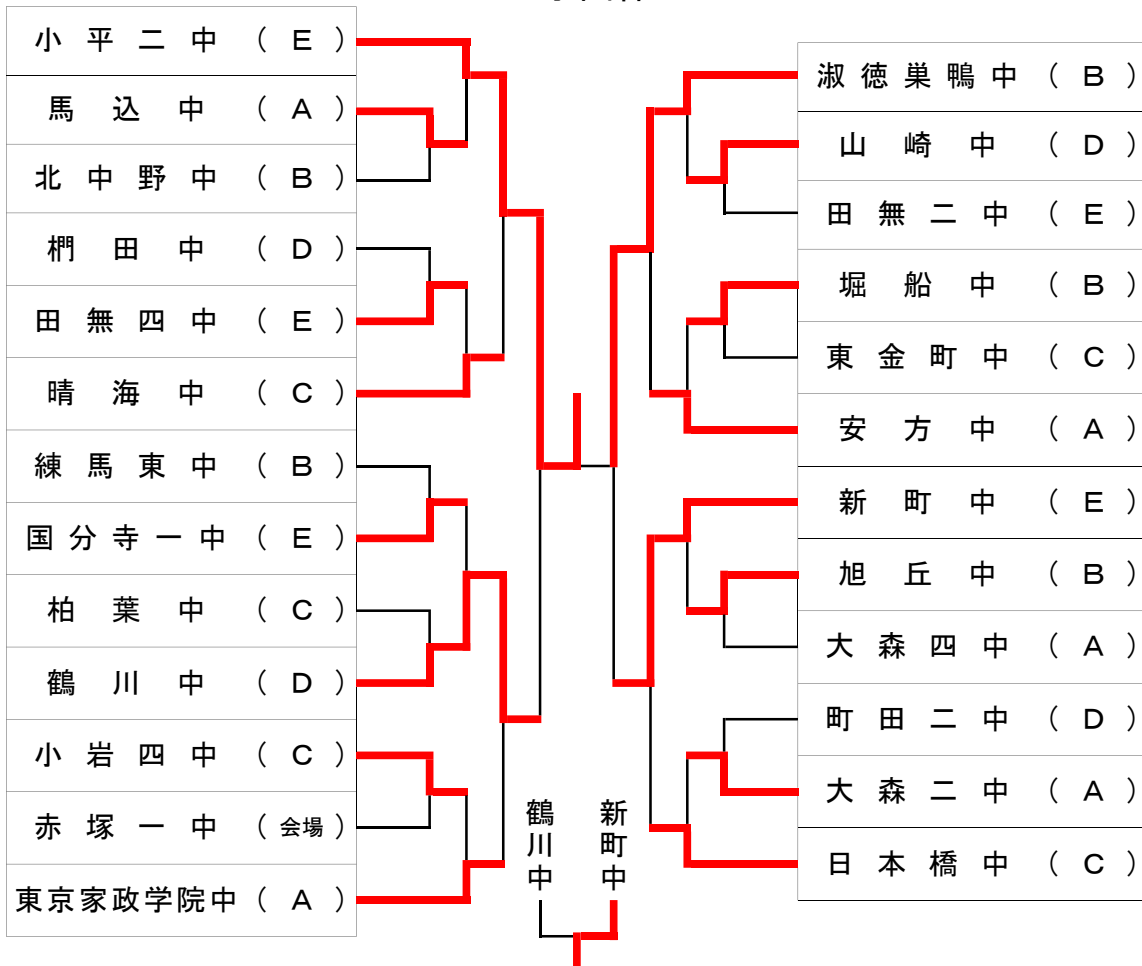 小平二中（E）
馬込中（A）
北中野中（B）
椚田中（D）
田無四中（E）
晴海中（C）
練馬東中（B）
国分寺一中（E）
柏葉中（C）
鶴川中（D）
小岩四中（C）
赤塚一中（会場）
東京家政学院中（A）
淑徳巣鴨中（B）
山崎中（D）
田無二中（E）
堀船中（B）
東金町中（C）
安方中（A）
新町中（E）
旭丘中（B）
大森四中（A）
町田二中（D）
大森二中（A）
日本橋中（C）
鶴川中
新町中